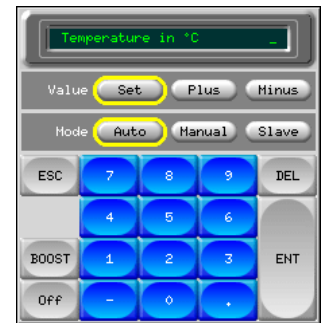 Temperature in °C _
Value Set Plus Minus
Mode Auto Manual Slave
ESC 7 8 9 DEL
4 5 6
BOOST 1 2 3 ENT
Off - 0 .